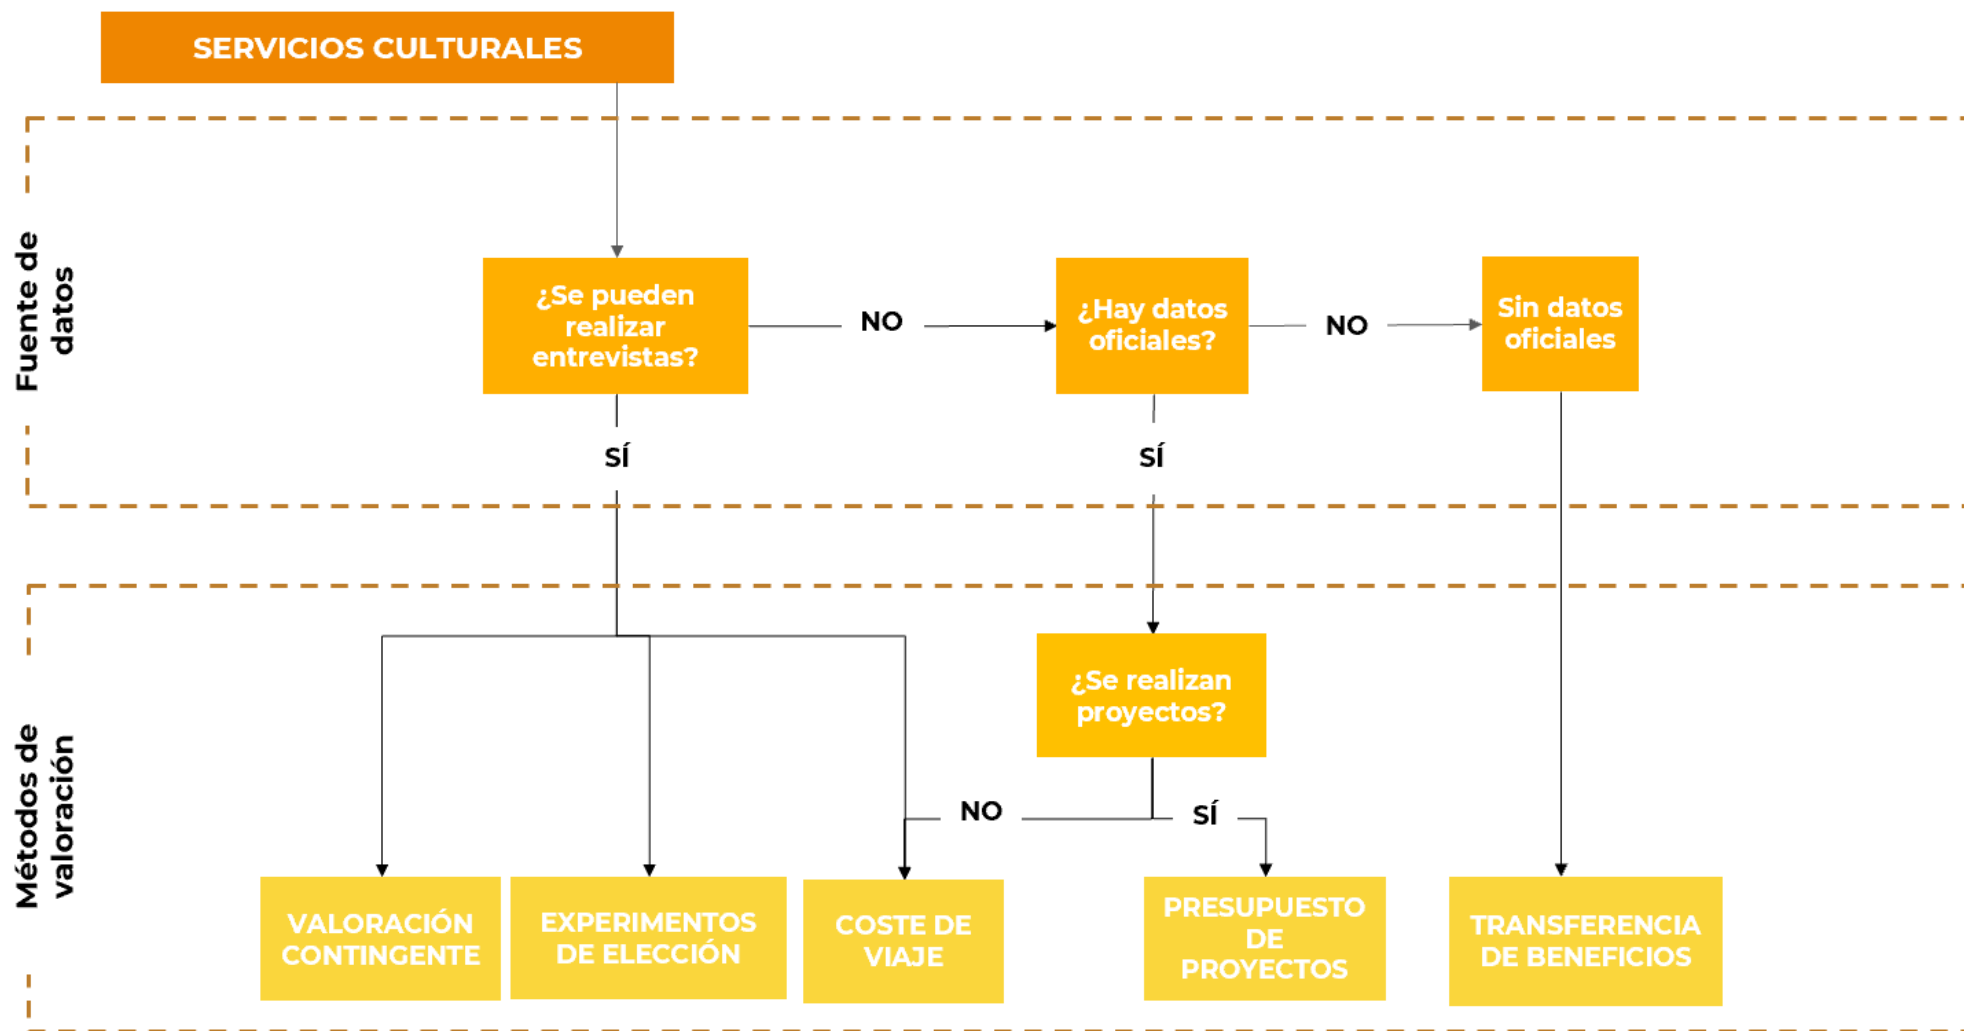 SERVICIOS CULTURALES
Fuente de
datos
¿Se pueden
realizar
entrevistas?
NO
¿Hay datos
oficiales?
NO
Sin datos
oficiales
SÍ
SÍ
Métodos de
valoración
¿Se realizan
proyectos?
NO
SÍ
VALORACIÓN
CONTINGENTE
EXPERIMENTOS
DE ELECCIÓN
COSTE DE
VIAJE
PRESUPUESTO
DE
PROYECTOS
TRANSFERENCIA
DE BENEFICIOS